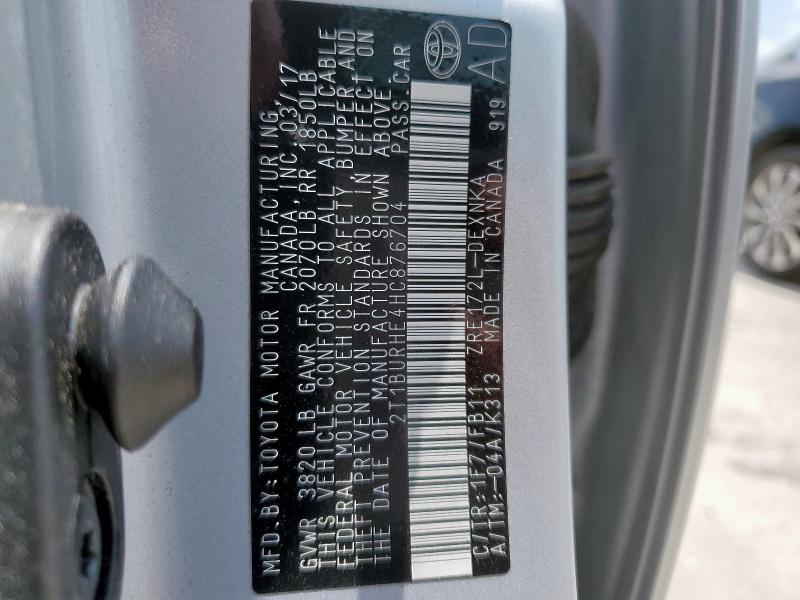 MFD.BY:TOYOTA MOTOR MANUFACTURING,
CANADA, INC. 03/17
GVWR 3820 LB GAWR FR 2070LB, RR 1850LB
THIS VEHICLE CONFORMS TO ALL APPLICABLE
FEDERAL MOTOR VEHICLE SAFETY, BUMPER AND
THEFT PREVENTION STANDARDS IN EFFECT ON
THE DATE OF MANUFACTURE SHOWN ABOVE.
2T1BURHE4HC876704 PASS. CAR
C/TR:1F7/FB11 ZRE172L-DEXNKA
A/TM:-04A/K313 MADE IN CANADA 919
AD